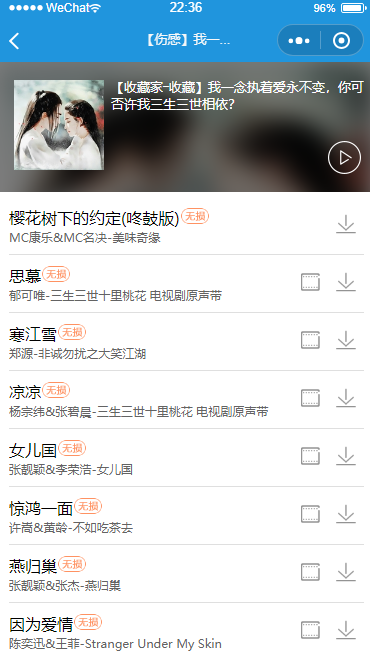 WeChat
22:36
96%
【伤感】我一...
【收藏家-收藏】我一念执着爱永不变，你可
否许我三生三世相依？
樱花树下的约定(咚鼓版) 无损
MC康乐&MC名决-美味奇缘
思慕 无损
郁可唯-三生三世十里桃花 电视剧原声带
寒江雪 无损
郑源-非诚勿扰之大笑江湖
凉凉 无损
杨宗纬&张碧晨-三生三世十里桃花 电视剧原声带
女儿国 无损
张靓颖&李荣浩-女儿国
惊鸿一面 无损
许嵩&黄龄-不如吃茶去
燕归巢 无损
张靓颖&张杰-燕归巢
因为爱情 无损
陈奕迅&王菲-Stranger Under My Skin